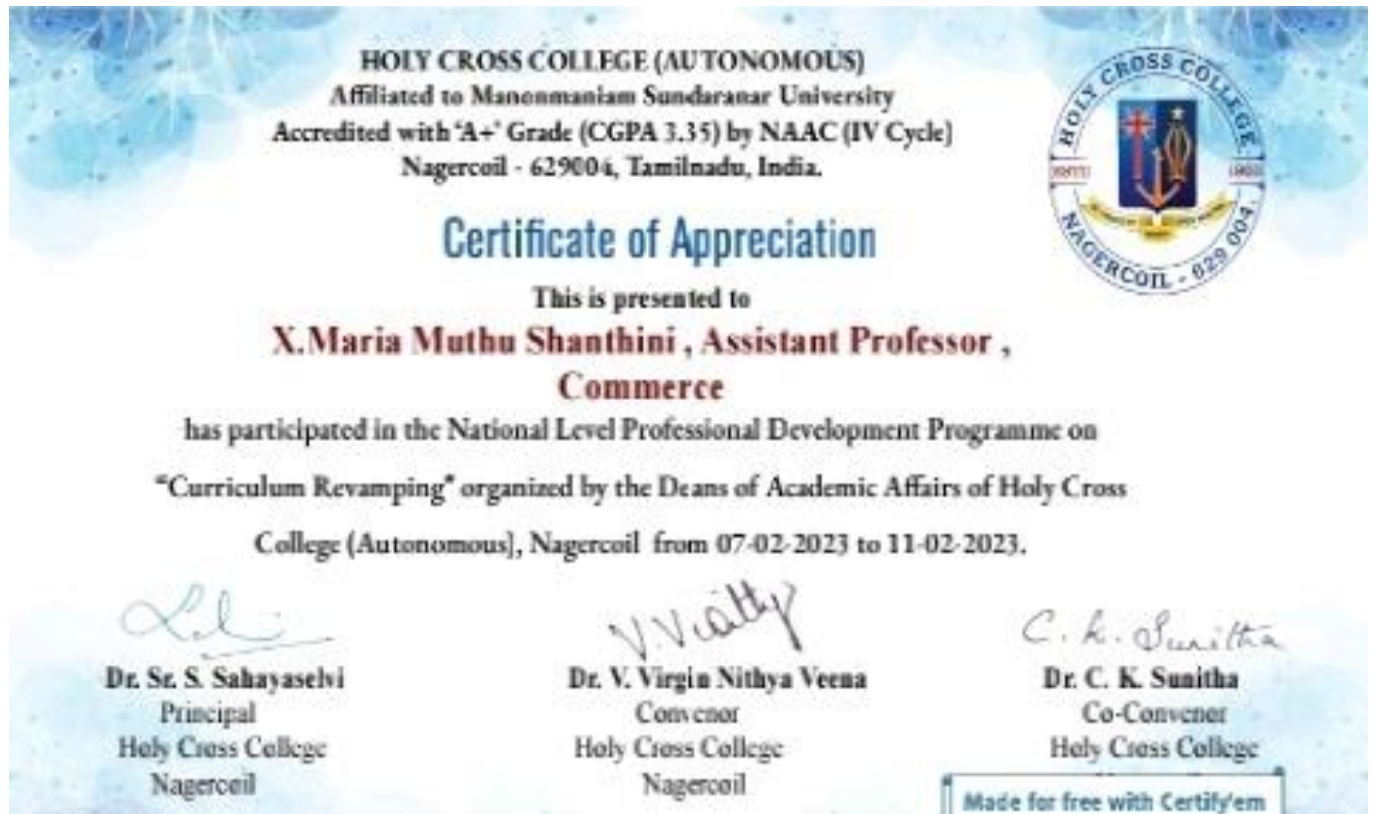 HOLY CROSS COLLEGE (AUTONOMOUS)
Affiliated to Manonmaniam Sundaranar University
Accredited with 'A+' Grade (CGPA 3.35) by NAAC (IV Cycle)
Nagercoil - 629004, Tamilnadu, India.
HOLY CROSS COLLEGE
NAGERCOIL - 629 004.
Certificate of Appreciation
This is presented to
X.Maria Muthu Shanthini , Assistant Professor ,
Commerce
has participated in the National Level Professional Development Programme on
"Curriculum Revamping" organized by the Deans of Academic Affairs of Holy Cross
College (Autonomous), Nagercoil from 07-02-2023 to 11-02-2023.
C. K. Sunitha
Dr. Sr. S. Sahayaselvi
Principal
Holy Cross College
Nagercoil
Dr. V. Virgin Nithya Veena
Convenor
Holy Cross College
Nagercoil
Dr. C. K. Sunitha
Co-Convenor
Holy Cross College
Made for free with Certify'em